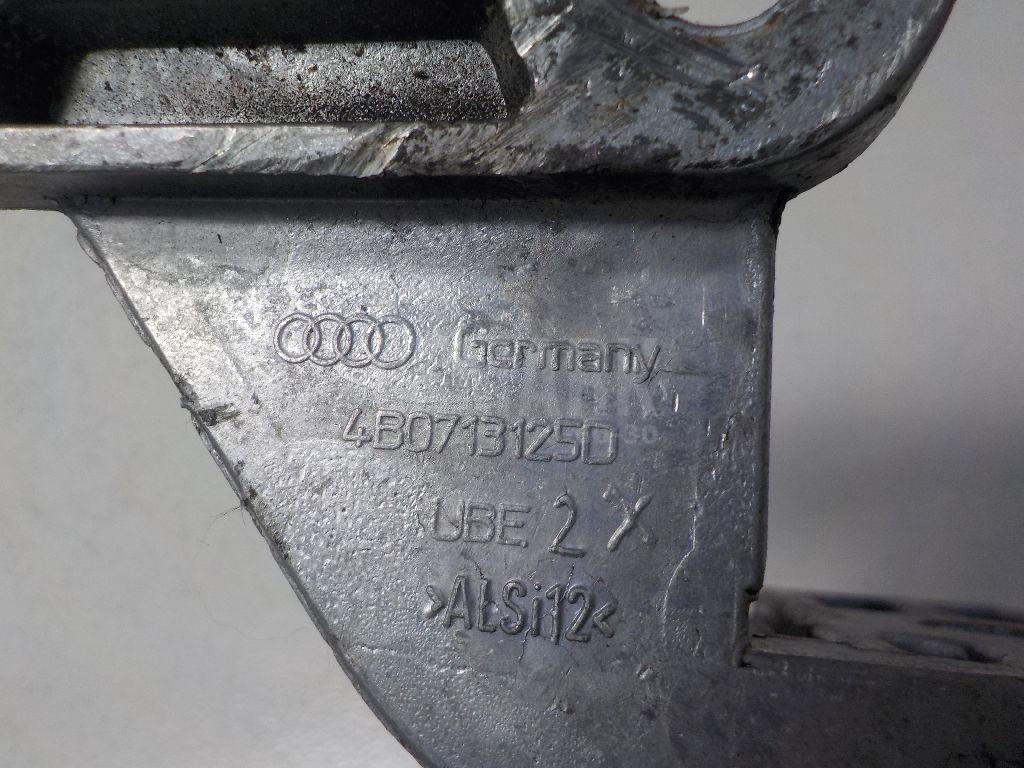 Germany
4B0713125D
UBE 2 X
>AlSi12<